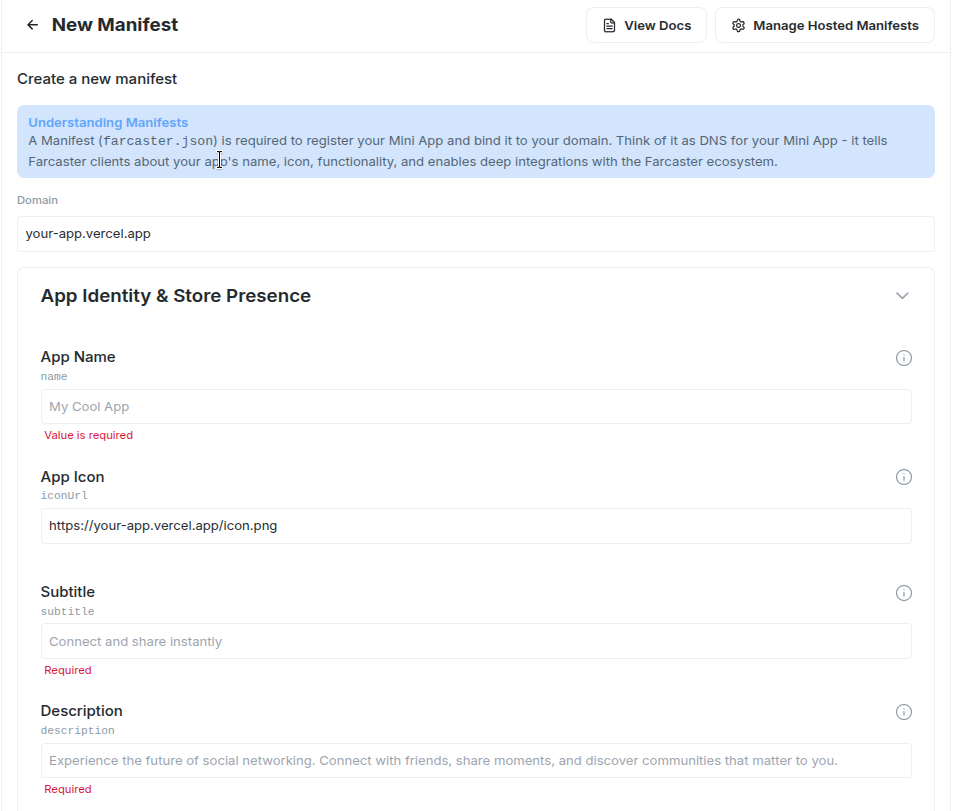 New Manifest
View Docs
Manage Hosted Manifests
Create a new manifest
Understanding Manifests
A Manifest (farcaster.json) is required to register your Mini App and bind it to your domain. Think of it as DNS for your Mini App - it tells
Farcaster clients about your app's name, icon, functionality, and enables deep integrations with the Farcaster ecosystem.
Domain
your-app.vercel.app
App Identity & Store Presence
App Name
name
My Cool App
Value is required
App Icon
iconUrl
https://your-app.vercel.app/icon.png
Subtitle
subtitle
Connect and share instantly
Required
Description
description
Experience the future of social networking. Connect with friends, share moments, and discover communities that matter to you.
Required